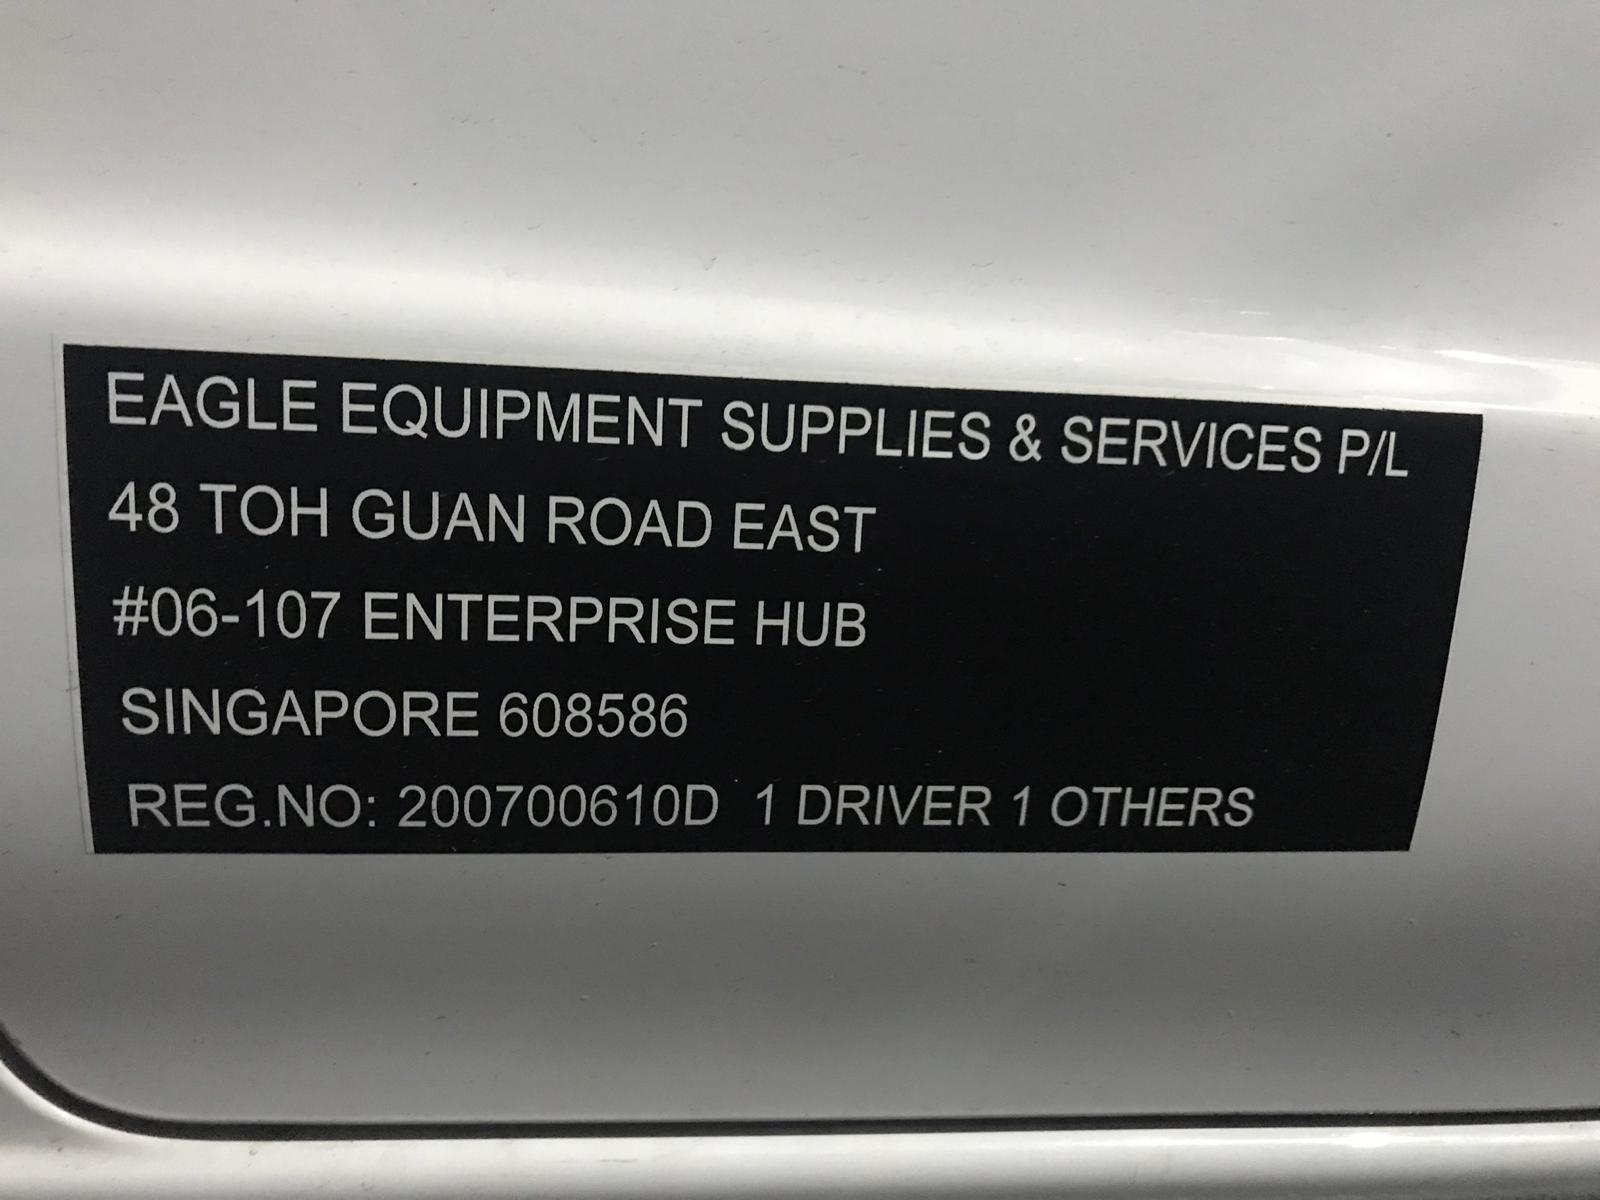 EAGLE EQUIPMENT SUPPLIES & SERVICES P/L
48 TOH GUAN ROAD EAST
#06-107 ENTERPRISE HUB
SINGAPORE 608586
REG.NO: 200700610D 1 DRIVER 1 OTHERS